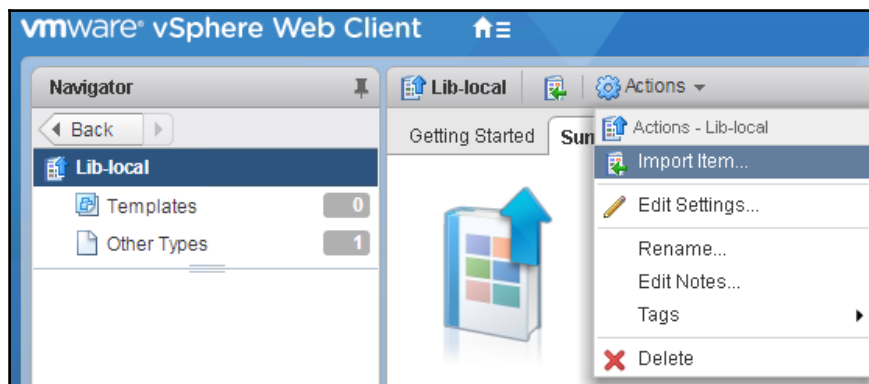 vmware® vSphere Web Client
Navigator
Back
Lib-local
Templates 0
Other Types 1
Lib-local Actions
Getting Started Sum
Actions - Lib-local
Import Item...
Edit Settings...
Rename...
Edit Notes...
Tags
Delete